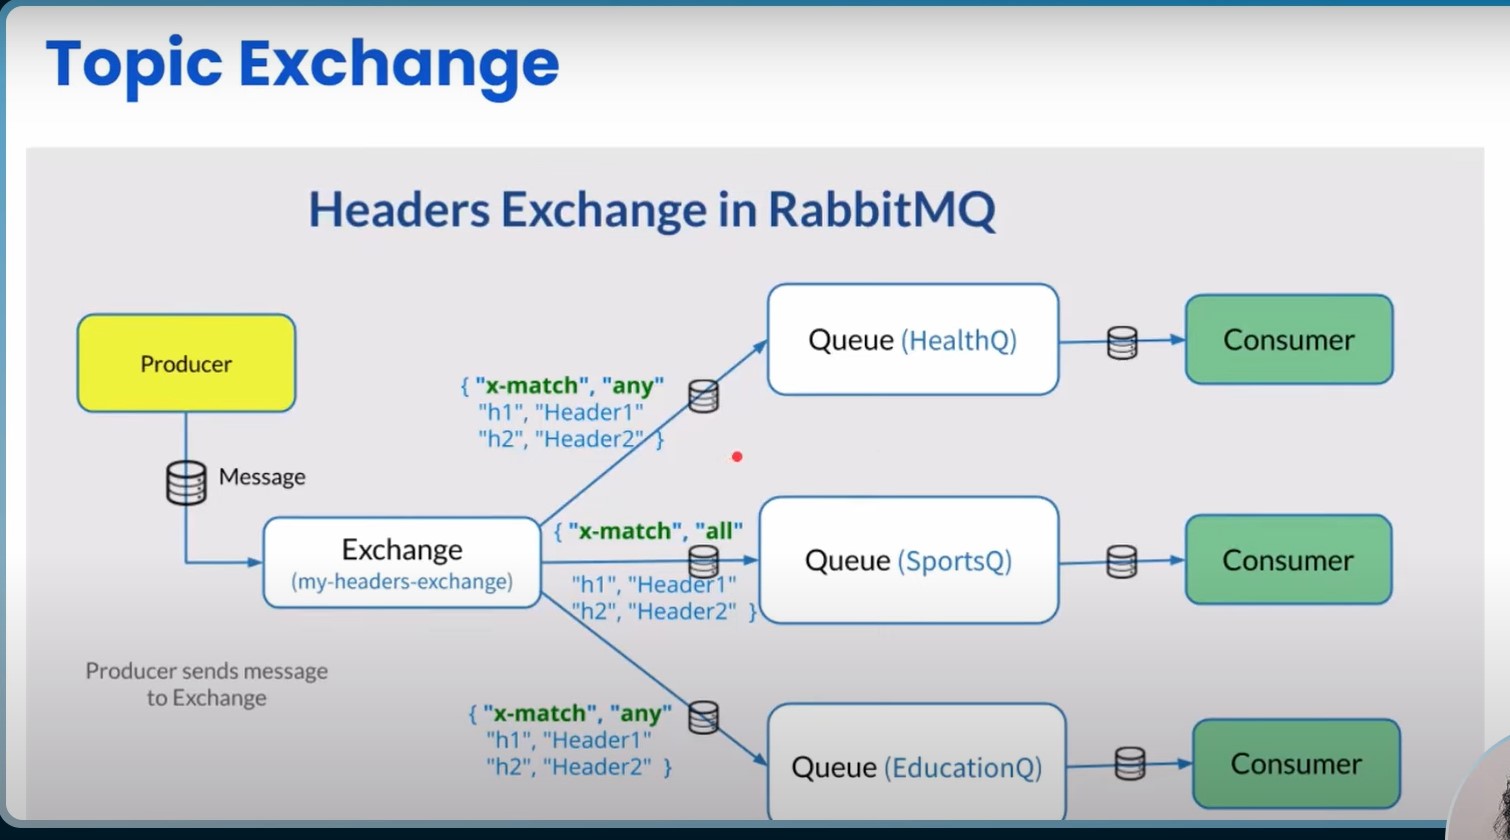 Topic Exchange
Headers Exchange in RabbitMQ
Producer
Message
Exchange
(my-headers-exchange)
Producer sends message
to Exchange
{ "x-match", "any"
"h1", "Header1"
"h2", "Header2" }
Queue (HealthQ)
Consumer
{ "x-match", "all"
"h1", "Header1"
"h2", "Header2" }
Queue (SportsQ)
Consumer
{ "x-match", "any"
"h1", "Header1"
"h2", "Header2" }
Queue (EducationQ)
Consumer